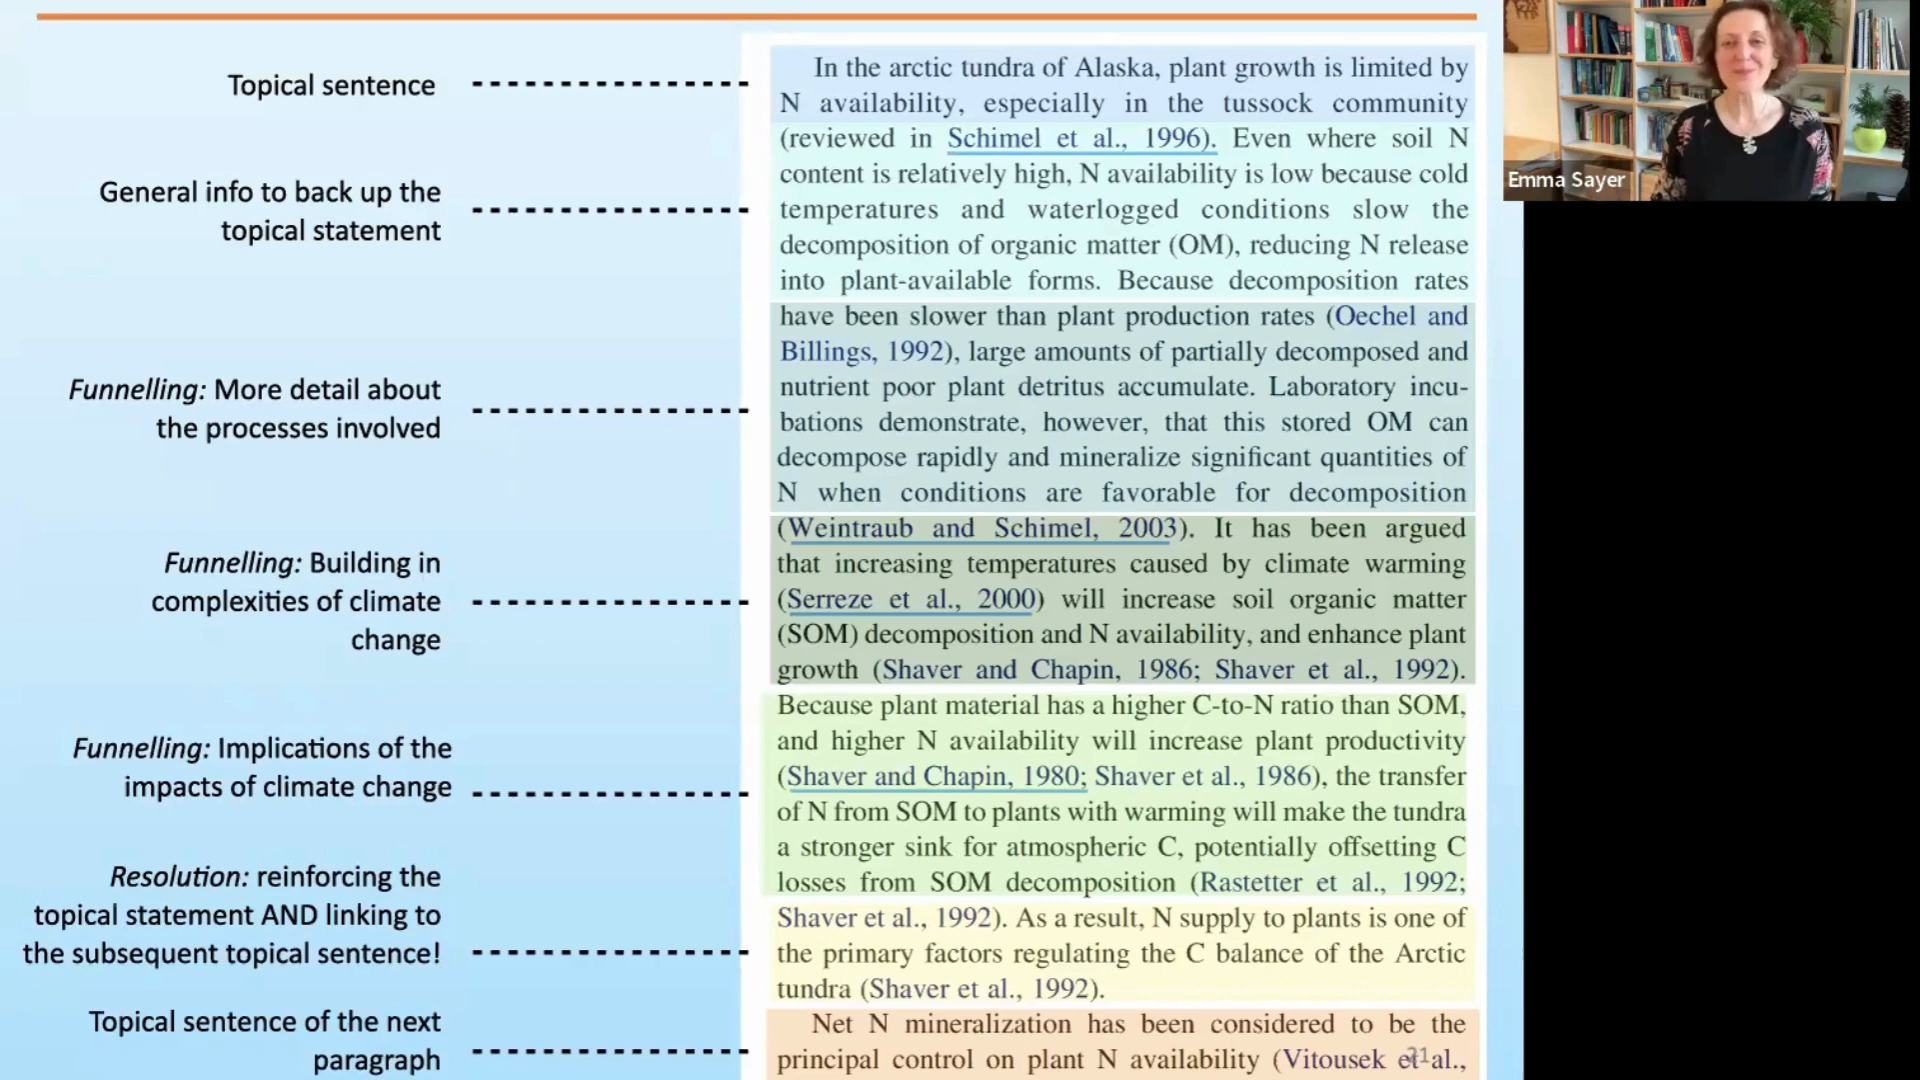 Topical sentence
General info to back up the
topical statement
Funnelling: More detail about
the processes involved
Funnelling: Building in
complexities of climate
change
Funnelling: Implications of the
impacts of climate change
Resolution: reinforcing the
topical statement AND linking to
the subsequent topical sentence!
Topical sentence of the next
paragraph
In the arctic tundra of Alaska, plant growth is limited by
N availability, especially in the tussock community
(reviewed in Schimel et al., 1996). Even where soil N
content is relatively high, N availability is low because cold
temperatures and waterlogged conditions slow the
decomposition of organic matter (OM), reducing N release
into plant-available forms. Because decomposition rates
have been slower than plant production rates (Oechel and
Billings, 1992), large amounts of partially decomposed and
nutrient poor plant detritus accumulate. Laboratory incu-
bations demonstrate, however, that this stored OM can
decompose rapidly and mineralize significant quantities of
N when conditions are favorable for decomposition
(Weintraub and Schimel, 2003). It has been argued
that increasing temperatures caused by climate warming
(Serreze et al., 2000) will increase soil organic matter
(SOM) decomposition and N availability, and enhance plant
growth (Shaver and Chapin, 1986; Shaver et al., 1992).
Because plant material has a higher C-to-N ratio than SOM,
and higher N availability will increase plant productivity
(Shaver and Chapin, 1980; Shaver et al., 1986), the transfer
of N from SOM to plants with warming will make the tundra
a stronger sink for atmospheric C, potentially offsetting C
losses from SOM decomposition (Rastetter et al., 1992;
Shaver et al., 1992). As a result, N supply to plants is one of
the primary factors regulating the C balance of the Arctic
tundra (Shaver et al., 1992).
Net N mineralization has been considered to be the
principal control on plant N availability (Vitousek et al.,
21
Emma Sayer